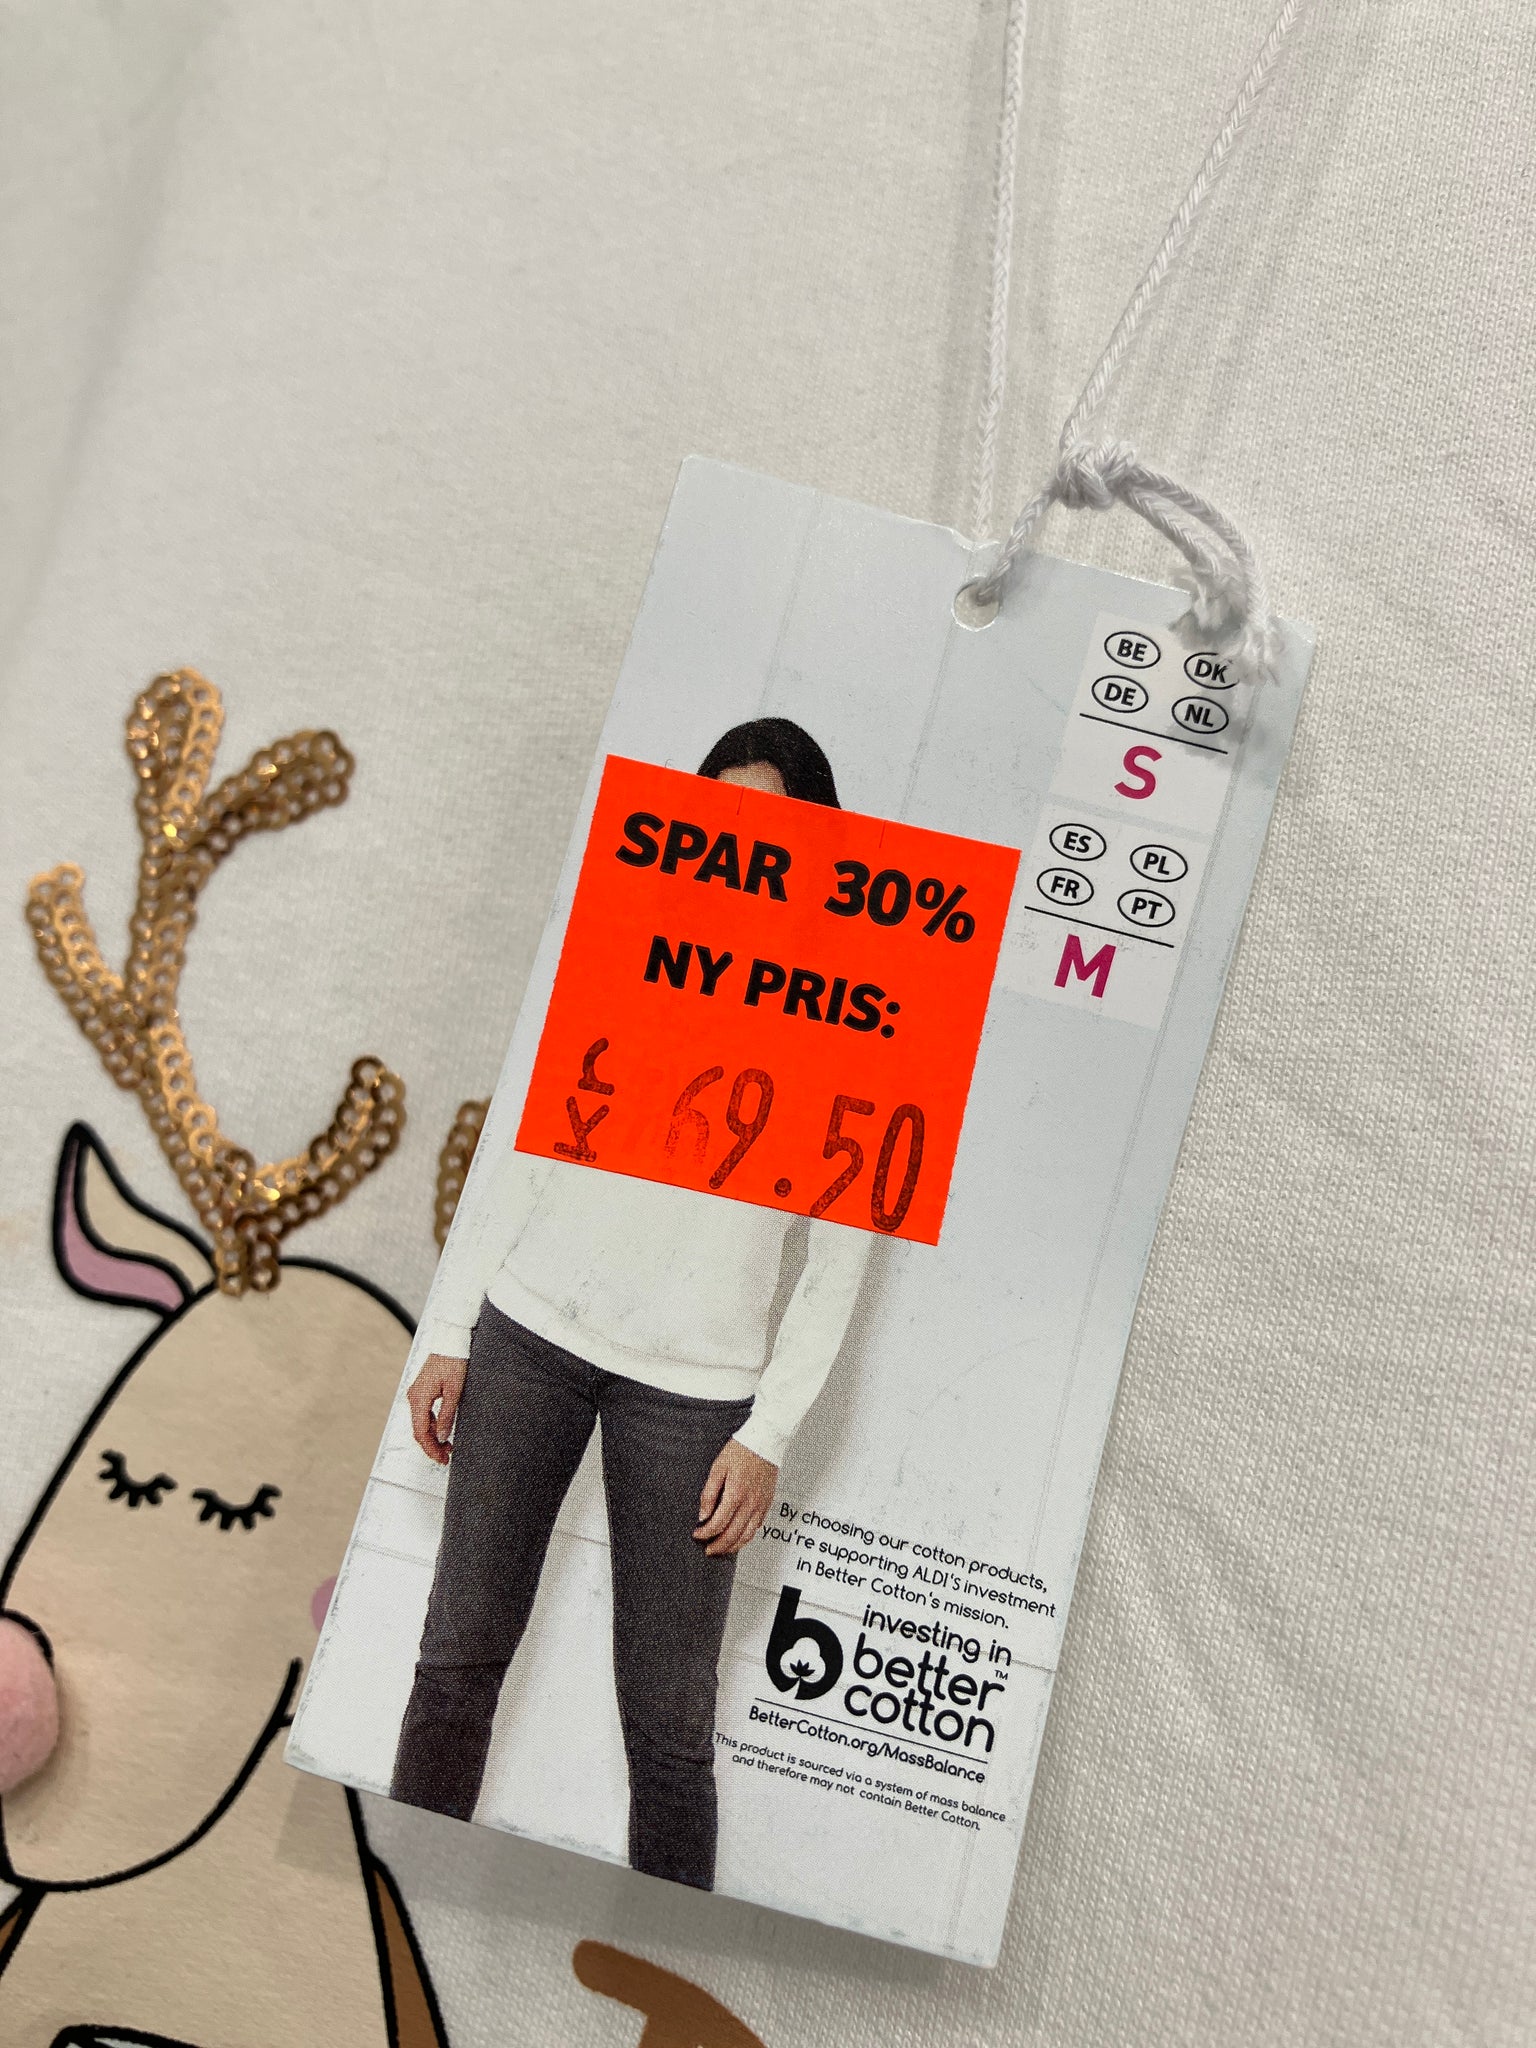 BE DK
DE NL
S
ES PL
FR PT
M
SPAR 30%
NY PRIS:
kr 69.50
By choosing our cotton products,
you're supporting ALDI'S investment
in Better Cotton's mission.
investing in
better™
cotton
BetterCotton.org/MassBalance
This product is sourced via a system of mass balance
and therefore may not contain Better Cotton.